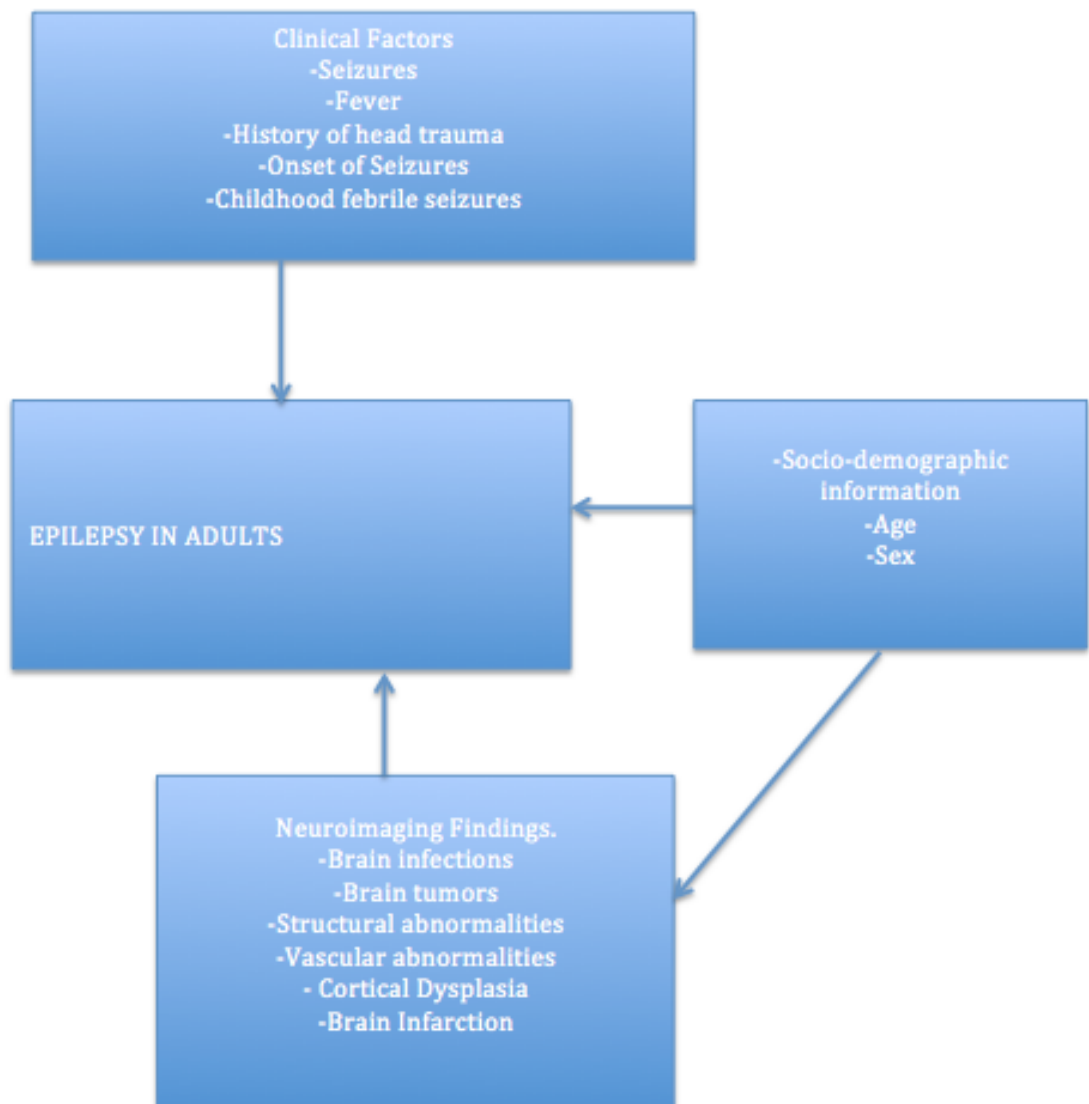 Clinical Factors
-Seizures
-Fever
-History of head trauma
-Onset of Seizures
-Childhood febrile seizures
EPILEPSY IN ADULTS
-Socio-demographic
information
-Age
-Sex
Neuroimaging Findings.
-Brain infections
-Brain tumors
-Structural abnormalities
-Vascular abnormalities
- Cortical Dysplasia
-Brain Infarction